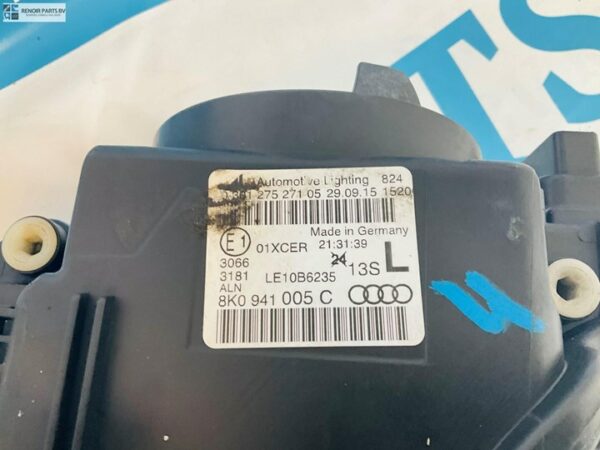 RENOIR PARTS BV
TS
Automotive Lighting 824
275 271 05 29 09.15 1520
Made in Germany
E1 01XCER 21:31:39
3066 24 13S L
3181 LE10B6235
ALN
8K0 941 005 C